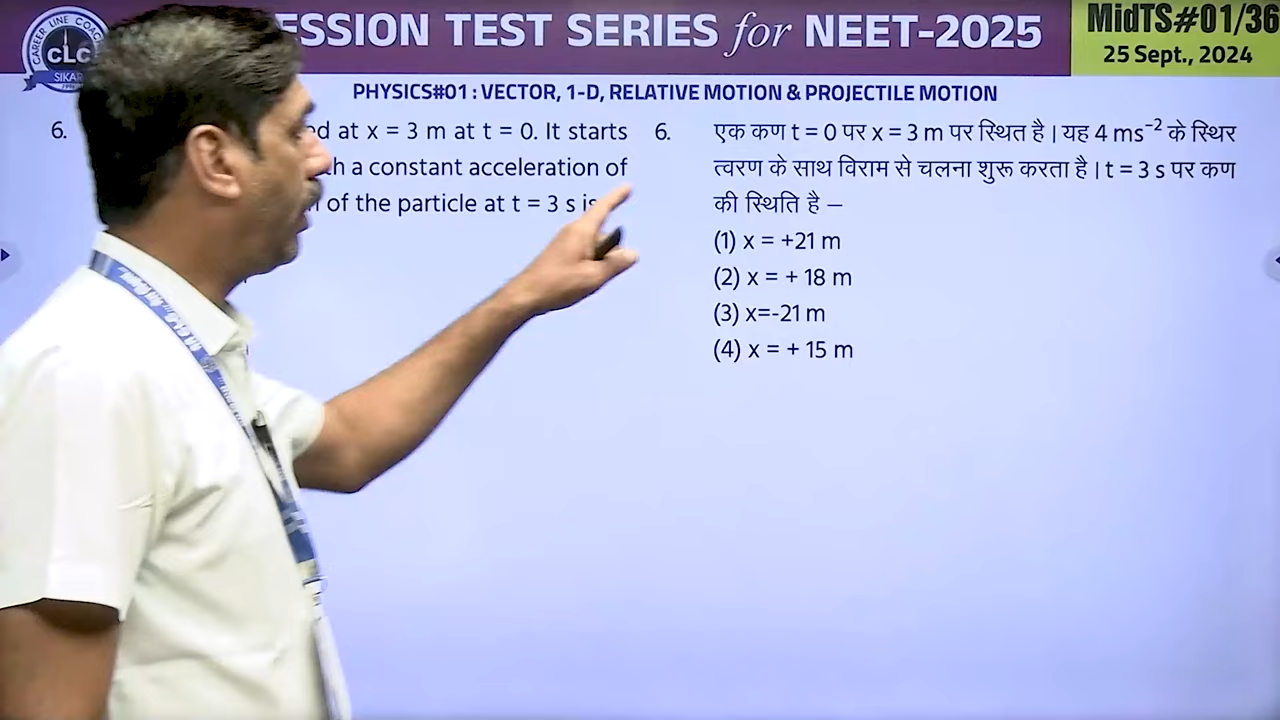 CAREER LINE COA
CLC
SIKAR
ESSION TEST SERIES for NEET-2025
MidTS#01/36
25 Sept., 2024
PHYSICS#01 : VECTOR, 1-D, RELATIVE MOTION & PROJECTILE MOTION
6.
at x = 3 m at t = 0. It starts
a constant acceleration of
of the particle at t = 3 s is
6. एक कण t = 0 पर x = 3 m पर स्थित है। यह 4 ms⁻² के स्थिर
त्वरण के साथ विराम से चलना शुरू करता है। t = 3 s पर कण
की स्थिति है –
(1) x = +21 m
(2) x = + 18 m
(3) x=-21 m
(4) x = + 15 m